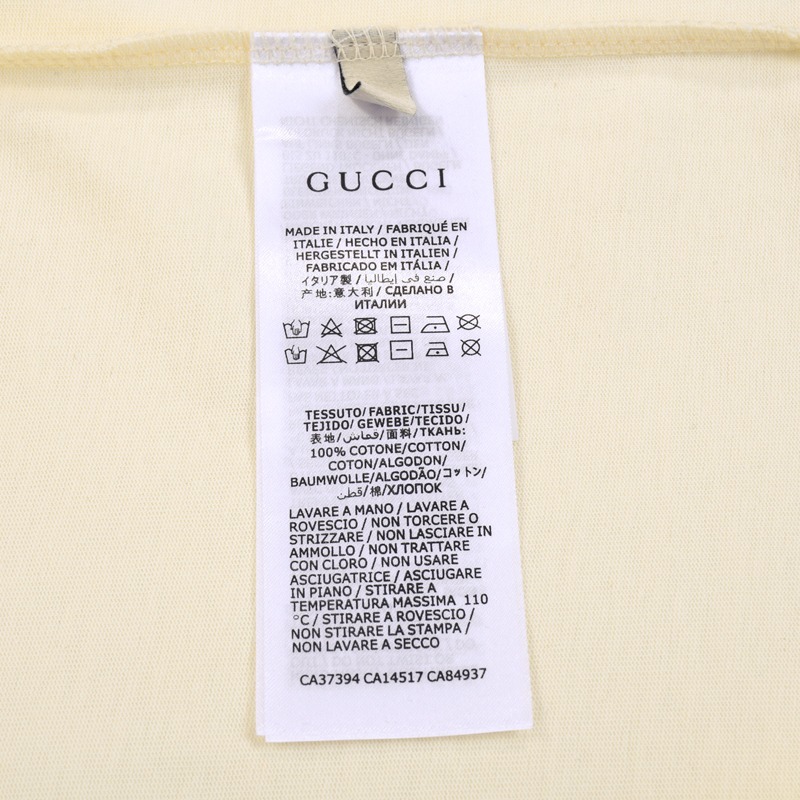 GUCCI
MADE IN ITALY / FABRIQUÉ EN
ITALIE / HECHO EN ITALIA /
HERGESTELLT IN ITALIEN /
FABRICADO EM ITÁLIA /
イタリア製 / صنع في إيطاليا /
产地:意大利 / СДЕЛАНО В
ИТАЛИИ
TESSUTO/FABRIC/TISSU/
TEJIDO/ GEWEBE/TECIDO/
表地/قماش/面料/ТКАНЬ:
100% COTONE/COTTON/
COTON/ALGODON/
BAUMWOLLE/ALGODÃO/コットン/
قطن/棉/ХЛОПОК
LAVARE A MANO / LAVARE A
ROVESCIO / NON TORCERE O
STRIZZARE / NON LASCIARE IN
AMMOLLO / NON TRATTARE
CON CLORO / NON USARE
ASCIUGATRICE / ASCIUGARE
IN PIANO / STIRARE A
TEMPERATURA MASSIMA 110
°C / STIRARE A ROVESCIO /
NON STIRARE LA STAMPA /
NON LAVARE A SECCO
CA37394 CA14517 CA84937